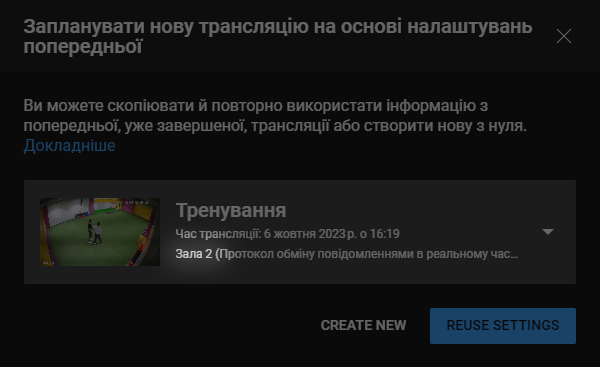 Запланувати нову трансляцію на основі налаштувань
попередньої
Ви можете скопіювати й повторно використати інформацію з
попередньої, уже завершеної, трансляції або створити нову з нуля.
Докладніше
Тренування
Час трансляції: 6 жовтня 2023 р. о 16:19
Зала 2 (Протокол обміну повідомленнями в реальному час...
CREATE NEW
REUSE SETTINGS